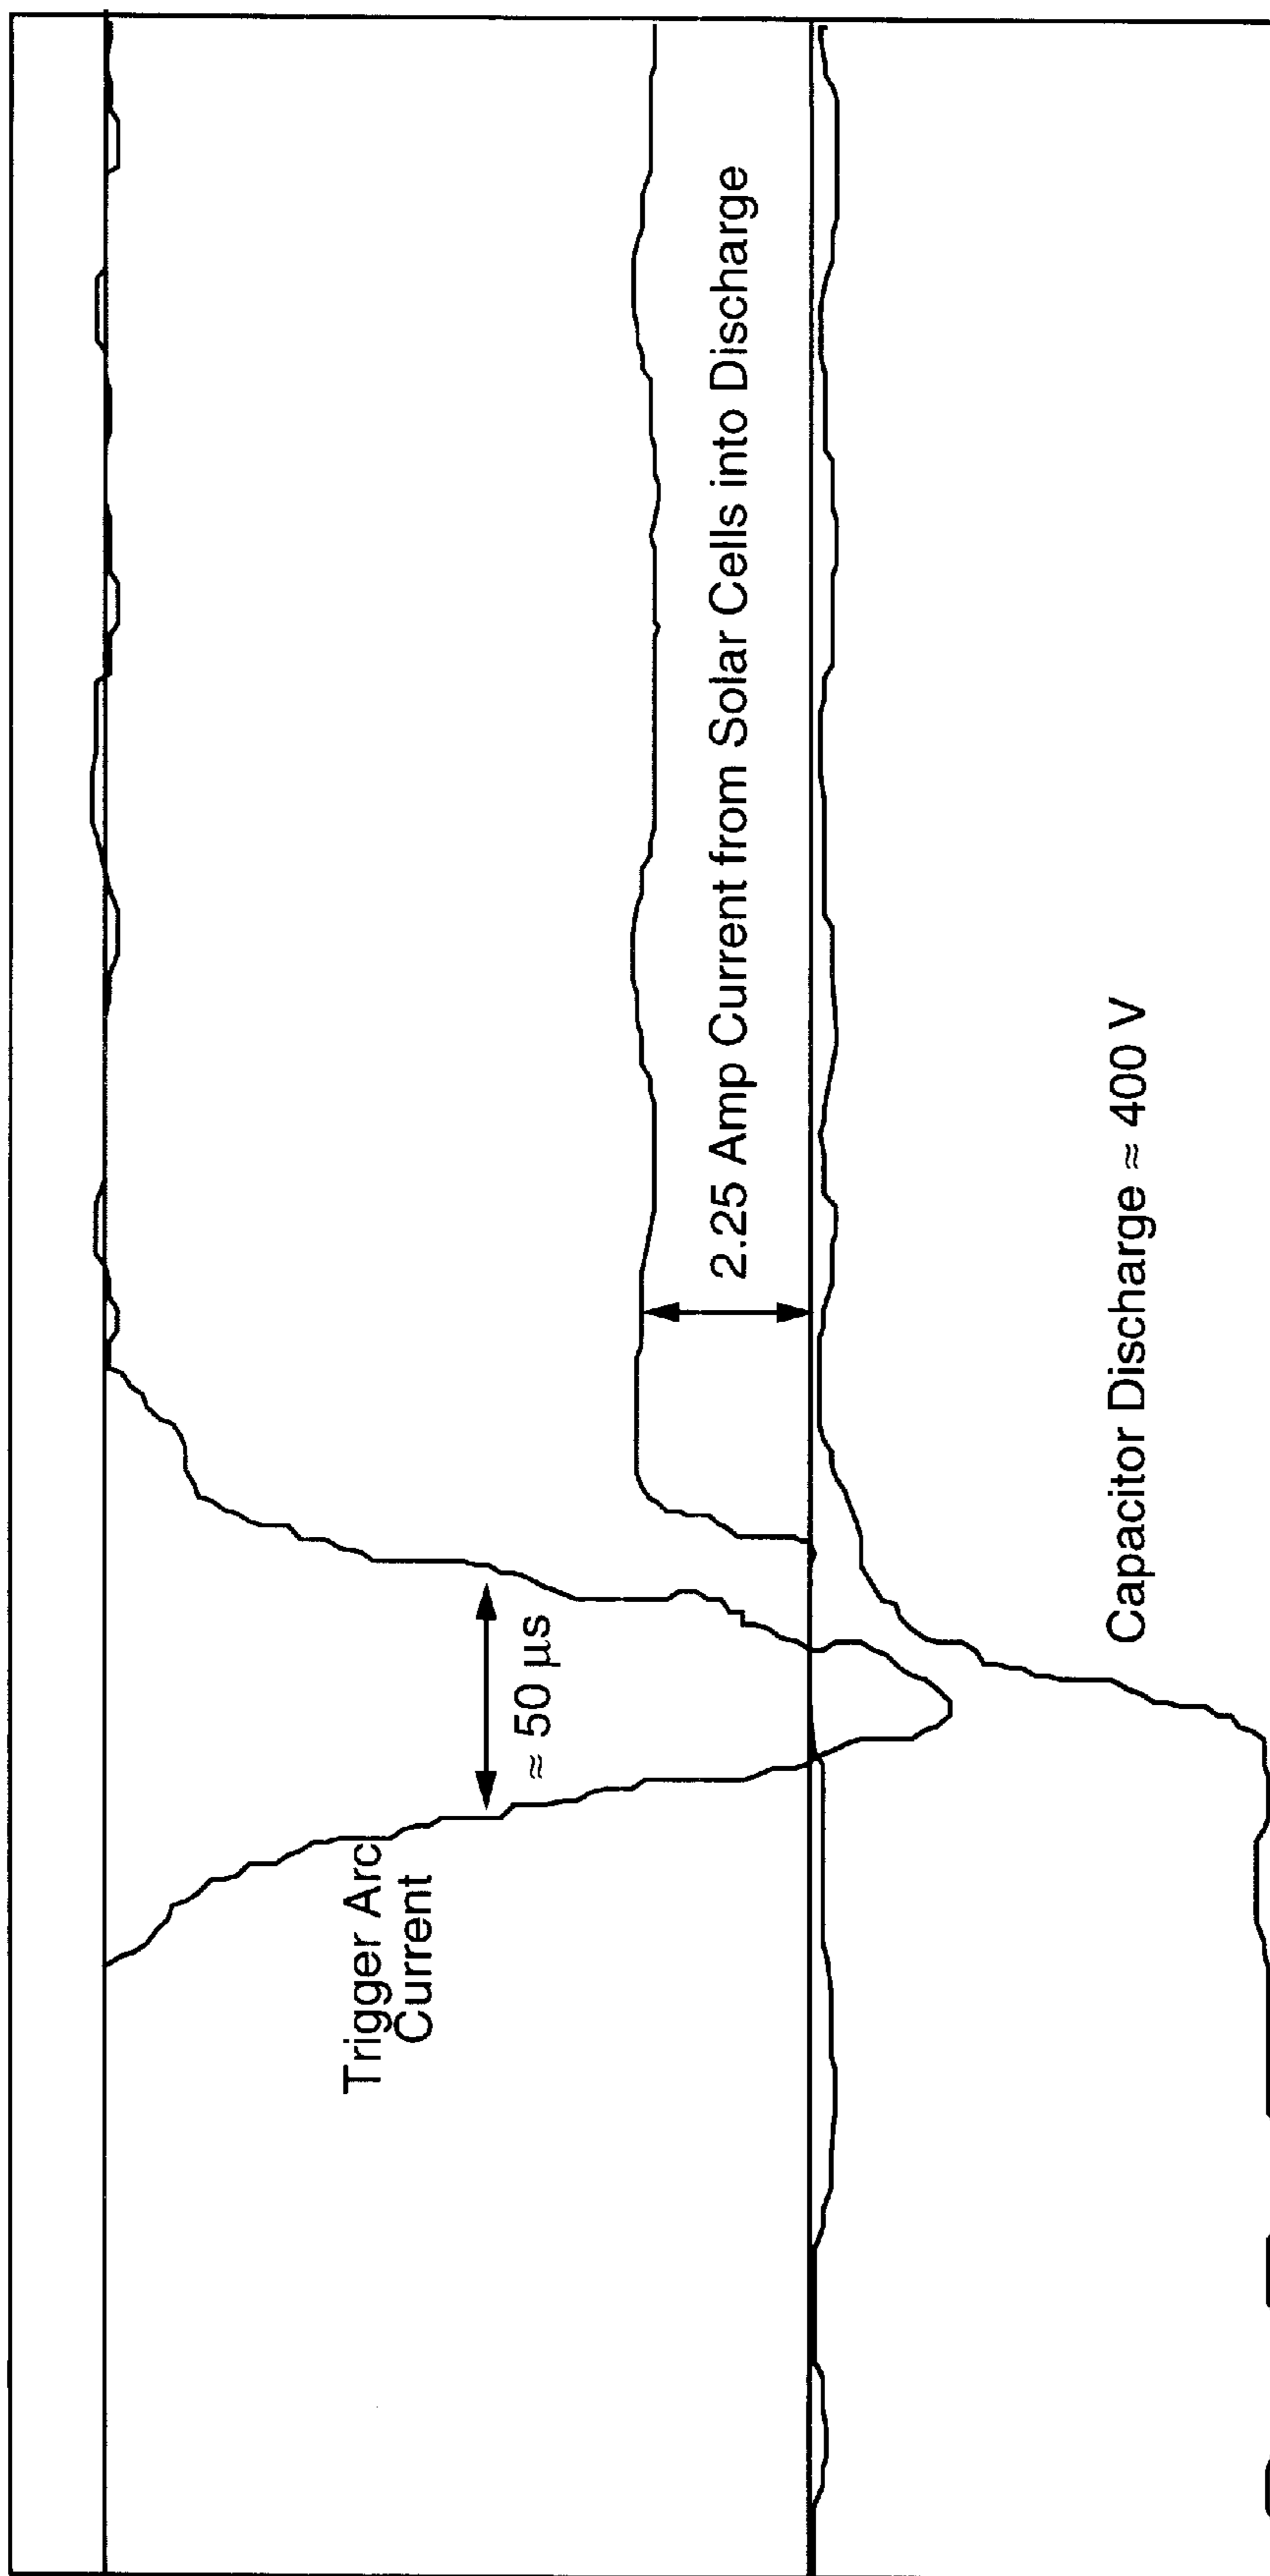 Trigger Arc
Current
≈ 50 μs
2.25 Amp Current from Solar Cells into Discharge
Capacitor Discharge ≈ 400 V